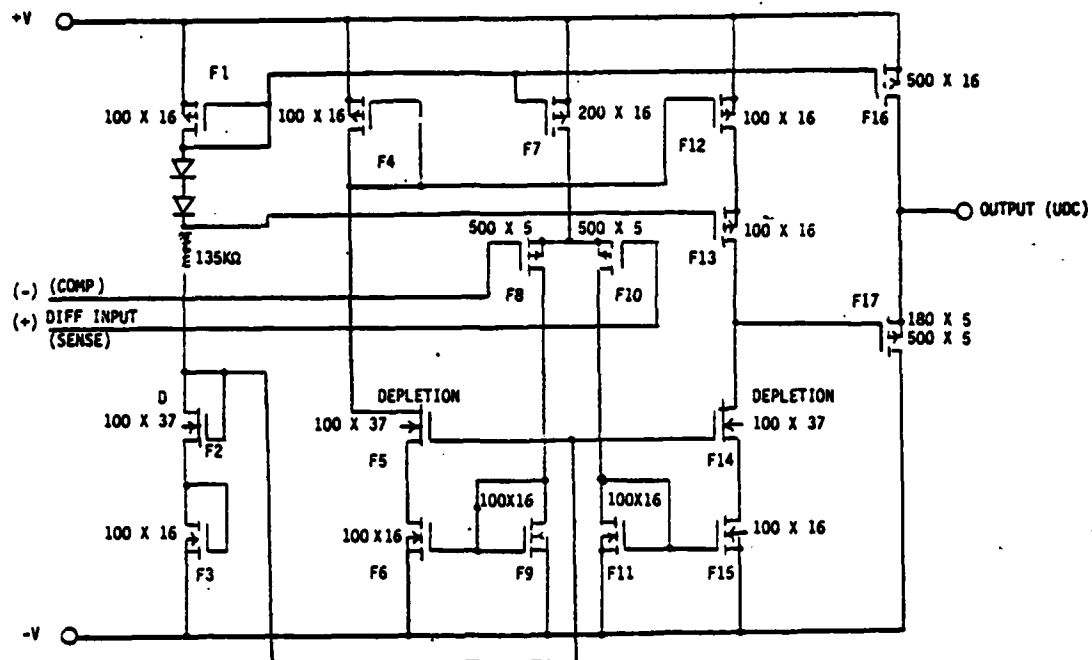 +V
F1
100 X 16
100 X 16
F4
F7
200 X 16
F12
100 X 16
500 X 16
F16
135KΩ
500 X 5
500 X 5
F13
100 X 16
OUTPUT (UDC)
(-) (COMP)
F8
F10
(+) DIFF INPUT
(SENSE)
F17
180 X 5
500 X 5
D
100 X 37
F2
DEPLETION
100 X 37
F5
DEPLETION
100 X 37
F14
100 X 16
F3
100 X 16
F6
100X16
F9
100X16
F11
100 X 16
F15
-V